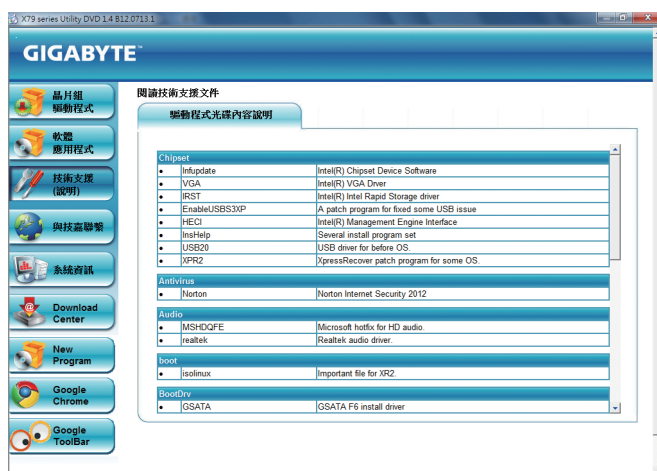 X79 series Utility DVD 1.4 B12.0713.1
GIGABYTE™
晶片組
驅動程式
軟體
應用程式
技術支援
(說明)
與技嘉聯繫
系統資訊
Download
Center
New
Program
Google
Chrome
Google
ToolBar
閱讀技術支援文件
驅動程式光碟內容說明
Chipset
• Infupdate Intel(R) Chipset Device Software
• VGA Intel(R) VGA Drver
• IRST Intel(R) Intel Rapid Storage driver
• EnableUSBS3XP A patch program for fixed some USB issue
• HECI Intel(R) Management Engine Interface
• InsHelp Several install program set
• USB20 USB driver for before OS.
• XPR2 XpressRecover patch program for some OS.
Antivirus
• Norton Norton Internet Security 2012
Audio
• MSHDQFE Microsoft hotfix for HD audio.
• realtek Realtek audio driver.
boot
• isolinux Important file for XR2.
BootDrv
• GSATA GSATA F6 install driver